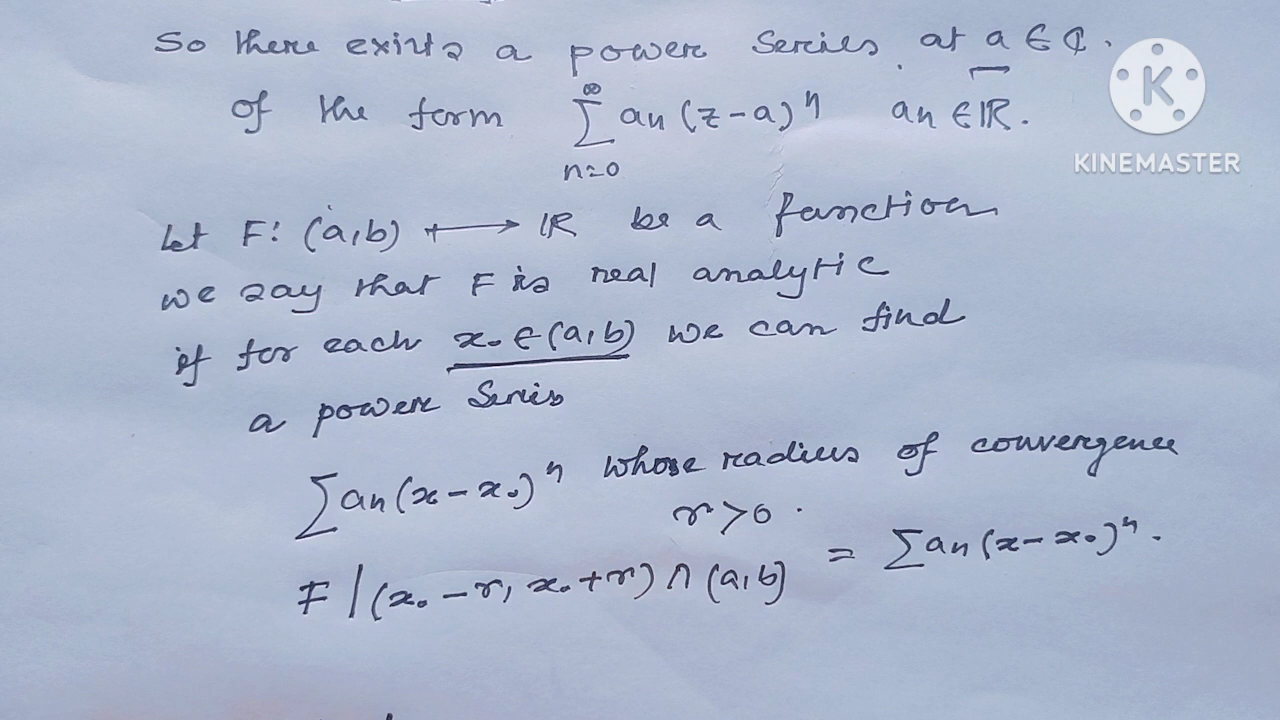 So there exists a power series at a ∈ ℂ.
of the form ∑_{n=0}^{∞} an (z-a)^n an ∈ ℝ.
KINEMASTER
Let F: (a,b) ⟼ ℝ be a function
we say that F is real analytic
if for each x₀ ∈ (a,b) we can find
a power series
∑ an (x-x₀)^n whose radius of convergence
r > 0.
F | (x₀-r, x₀+r) ∩ (a,b) = ∑ an (x-x₀)^n.